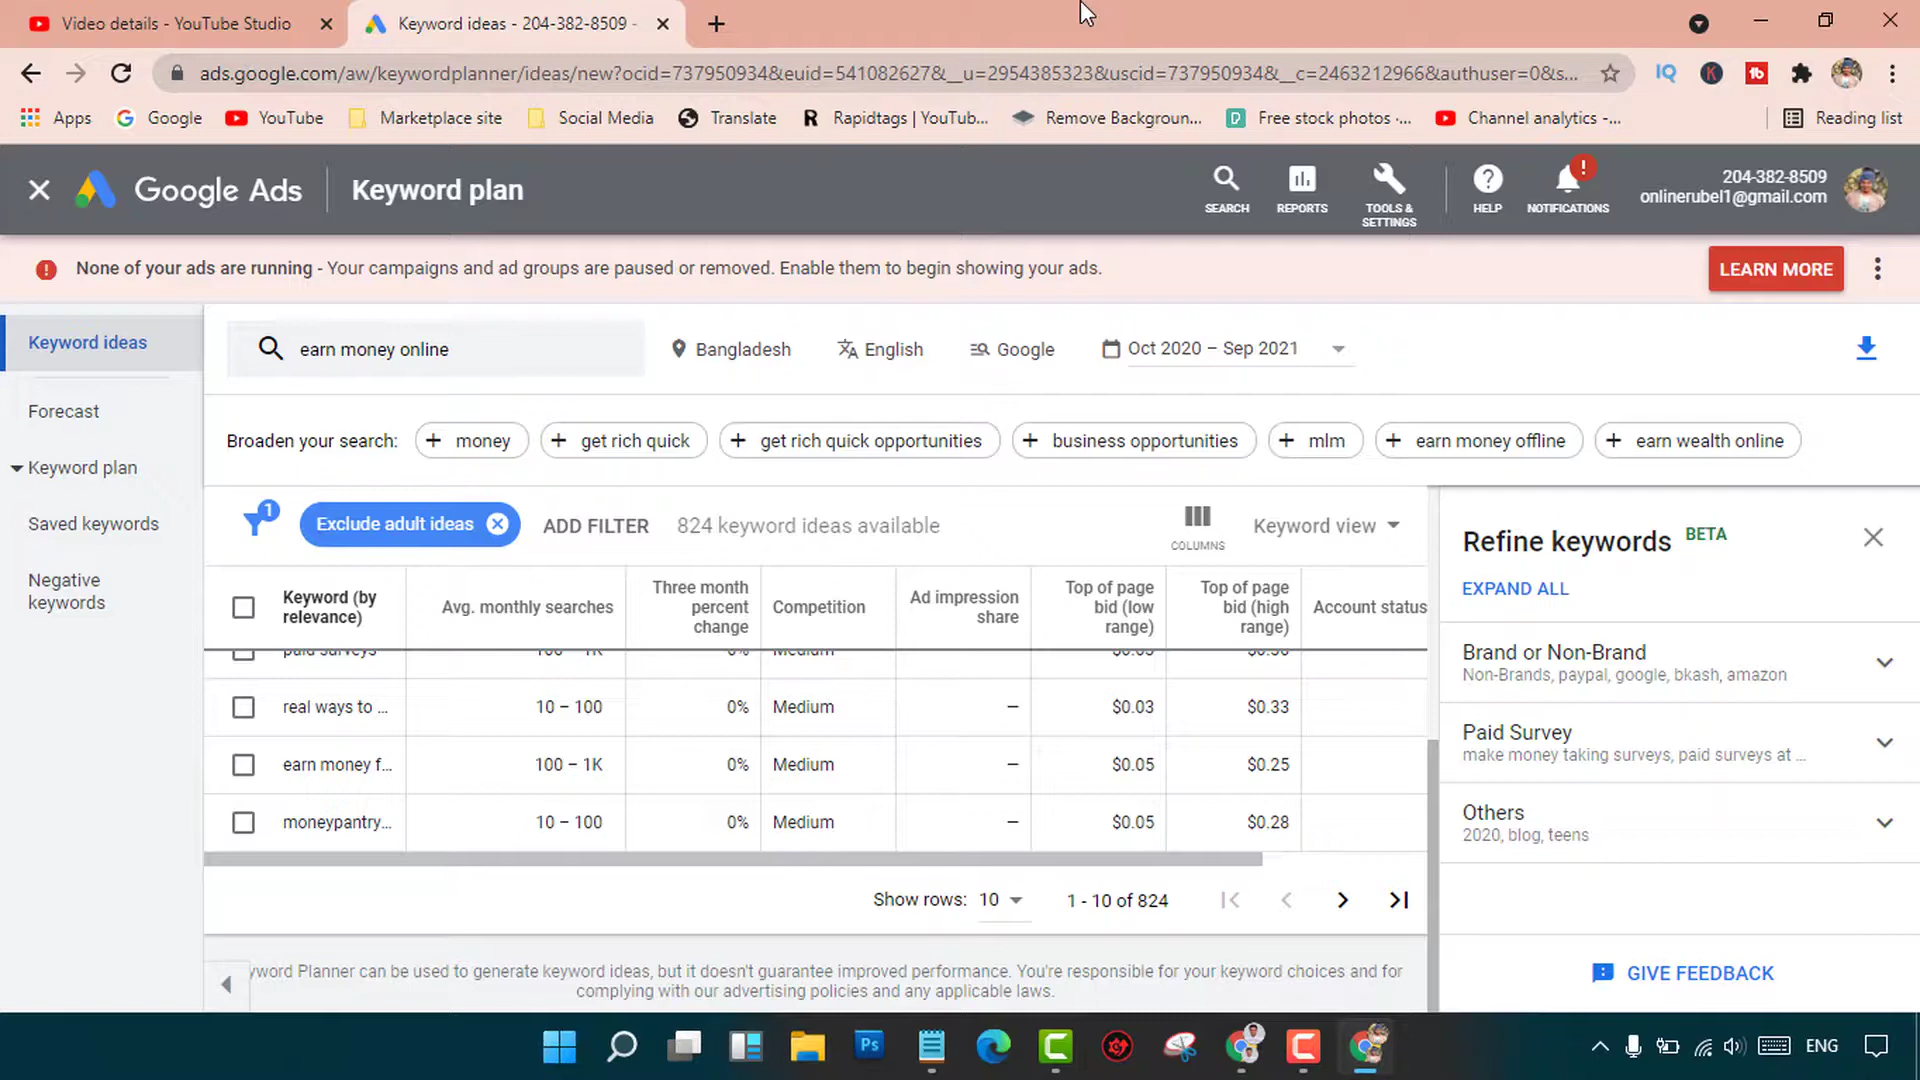 Video details - YouTube Studio
Keyword ideas - 204-382-8509 -
ads.google.com/aw/keywordplanner/ideas/new?ocid=737950934&euid=541082627&__u=2954385323&uscid=737950934&__c=2463212966&authuser=0&s...
IQ
K
tb
Apps
Google
YouTube
Marketplace site
Social Media
Translate
R
Rapidtags | YouTub...
Remove Backgroun...
Free stock photos ·...
Channel analytics -...
Reading list
Google Ads
Keyword plan
SEARCH
REPORTS
TOOLS &
SETTINGS
HELP
NOTIFICATIONS
204-382-8509
onlinerubel1@gmail.com
None of your ads are running - Your campaigns and ad groups are paused or removed. Enable them to begin showing your ads.
LEARN MORE
Keyword ideas
Forecast
Keyword plan
Saved keywords
Negative
keywords
earn money online
Bangladesh
English
Google
Oct 2020 – Sep 2021
Broaden your search:
+ money
+ get rich quick
+ get rich quick opportunities
+ business opportunities
+ mlm
+ earn money offline
+ earn wealth online
1
Exclude adult ideas
ADD FILTER
824 keyword ideas available
COLUMNS
Keyword view
Keyword (by
relevance)
Avg. monthly searches
Three month
percent
change
Competition
Ad impression
share
Top of page
bid (low
range)
Top of page
bid (high
range)
Account status
paid surveys 100 – 1K 0% Medium
real ways to ... 10 – 100 0% Medium – $0.03 $0.33
earn money f... 100 – 1K 0% Medium – $0.05 $0.25
moneypantry... 10 – 100 0% Medium – $0.05 $0.28
Show rows: 10
1 - 10 of 824
yword Planner can be used to generate keyword ideas, but it doesn't guarantee improved performance. You're responsible for your keyword choices and for
complying with our advertising policies and any applicable laws.
Refine keywords BETA
EXPAND ALL
Brand or Non-Brand
Non-Brands, paypal, google, bkash, amazon
Paid Survey
make money taking surveys, paid surveys at ...
Others
2020, blog, teens
GIVE FEEDBACK
Ps
ENG